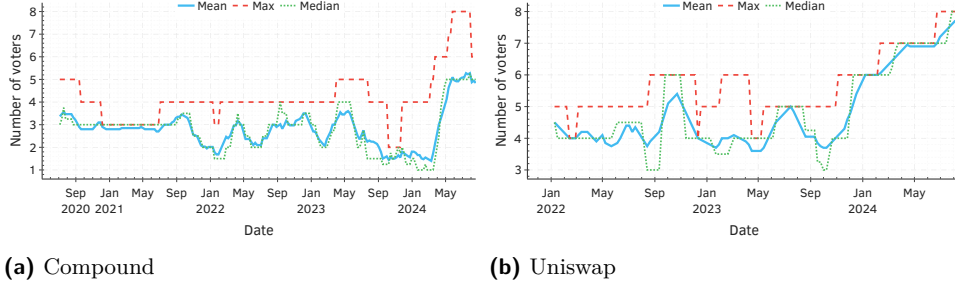 Mean Max Median
Number of voters
8
7
6
5
4
3
2
1
Sep Jan May Sep Jan May Sep Jan May Sep Jan May
2020 2021 2022 2023 2024
Date
(a) Compound
Mean Max Median
Number of voters
8
7
6
5
4
3
Jan May Sep Jan May Sep Jan May
2022 2023 2024
Date
(b) Uniswap